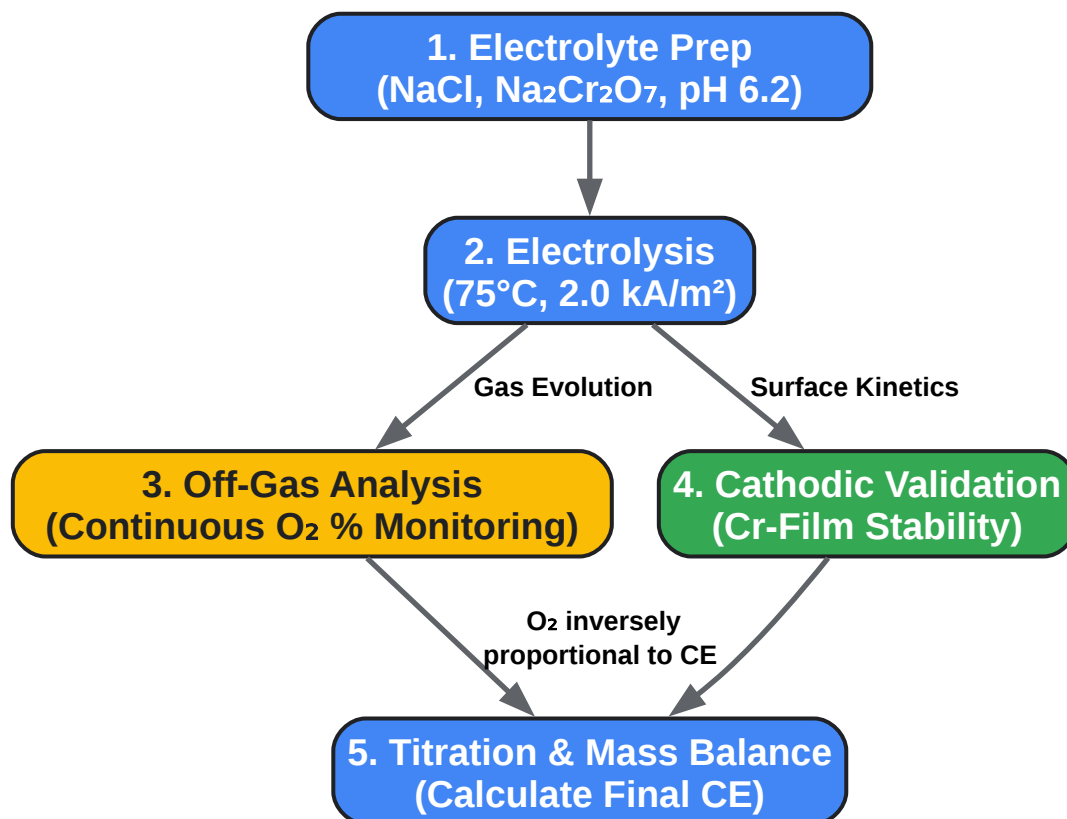 1. Electrolyte Prep
(NaCl, Na₂Cr₂O₇, pH 6.2)
2. Electrolysis
(75°C, 2.0 kA/m²)
Gas Evolution
Surface Kinetics
3. Off-Gas Analysis
(Continuous O₂ % Monitoring)
4. Cathodic Validation
(Cr-Film Stability)
O₂ inversely
proportional to CE
5. Titration & Mass Balance
(Calculate Final CE)